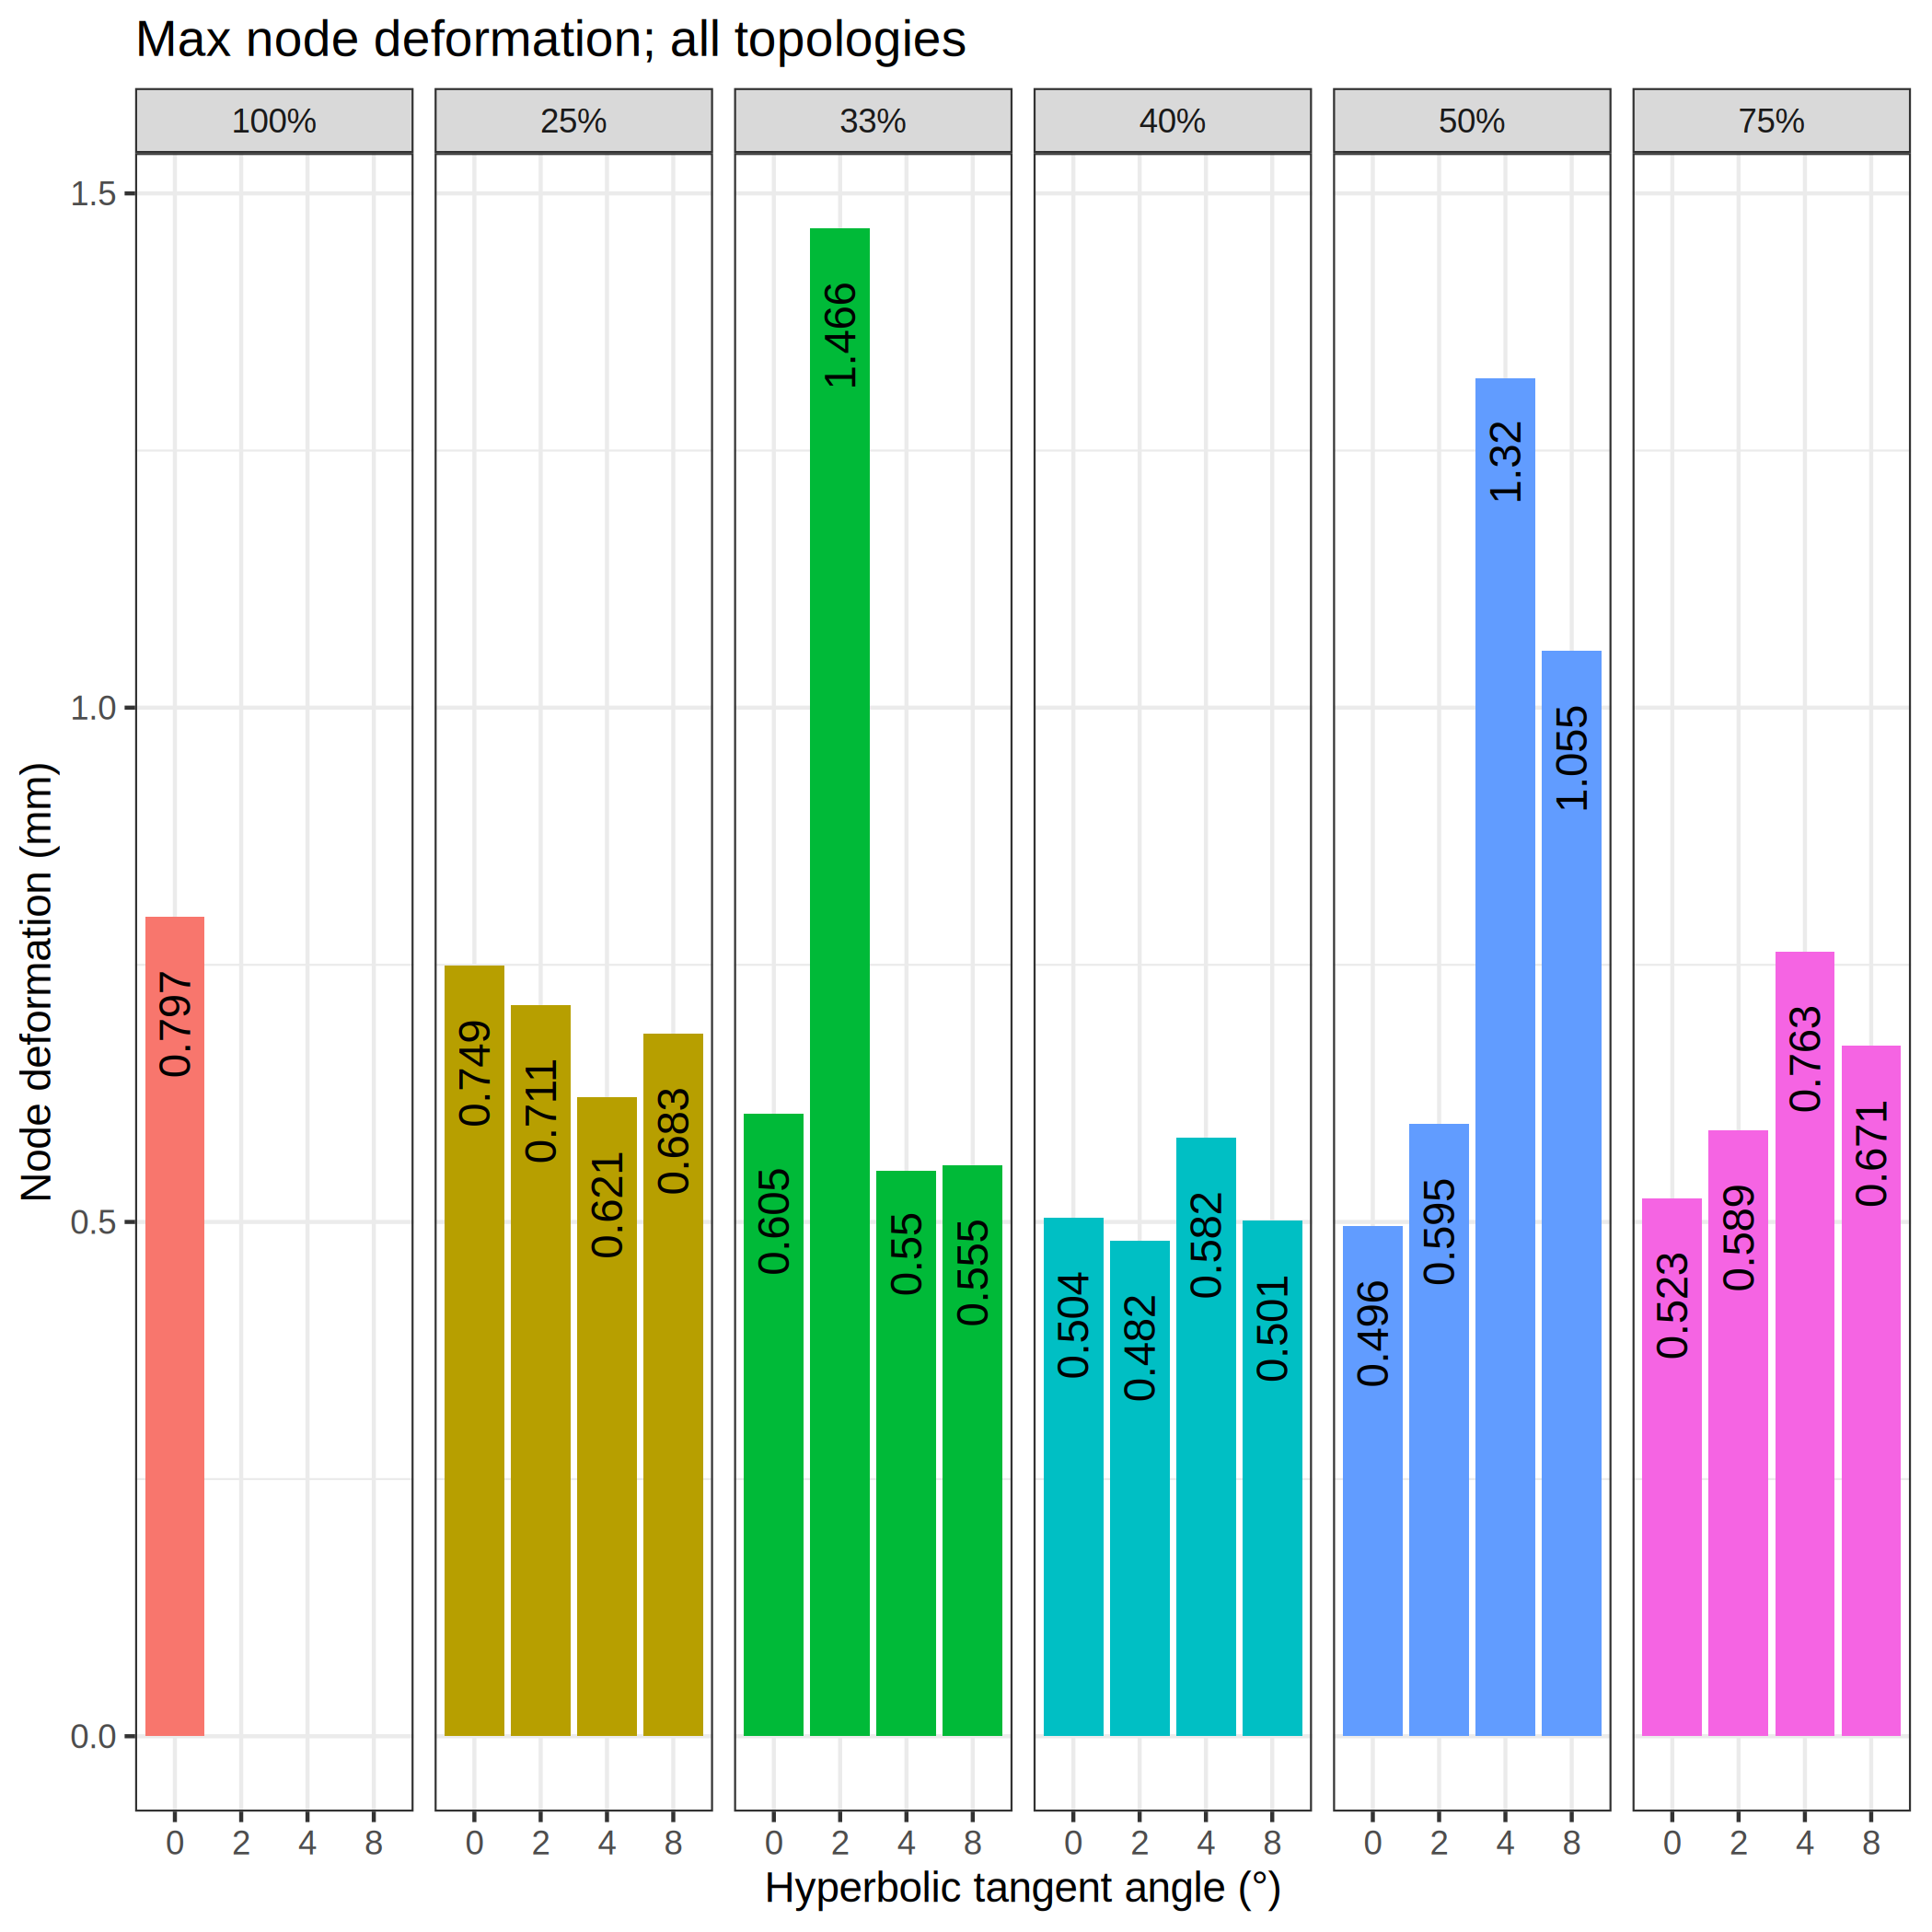 Max node deformation; all topologies
100% 25% 33% 40% 50% 75%
Node deformation (mm)
1.5
1.0
0.5
0.0
0.797
0.749 0.711 0.621 0.683
0.605 1.466 0.55 0.555
0.504 0.482 0.582 0.501
0.496 0.595 1.32 1.055
0.523 0.589 0.763 0.671
0 2 4 8 0 2 4 8 0 2 4 8 0 2 4 8 0 2 4 8 0 2 4 8
Hyperbolic tangent angle (°)